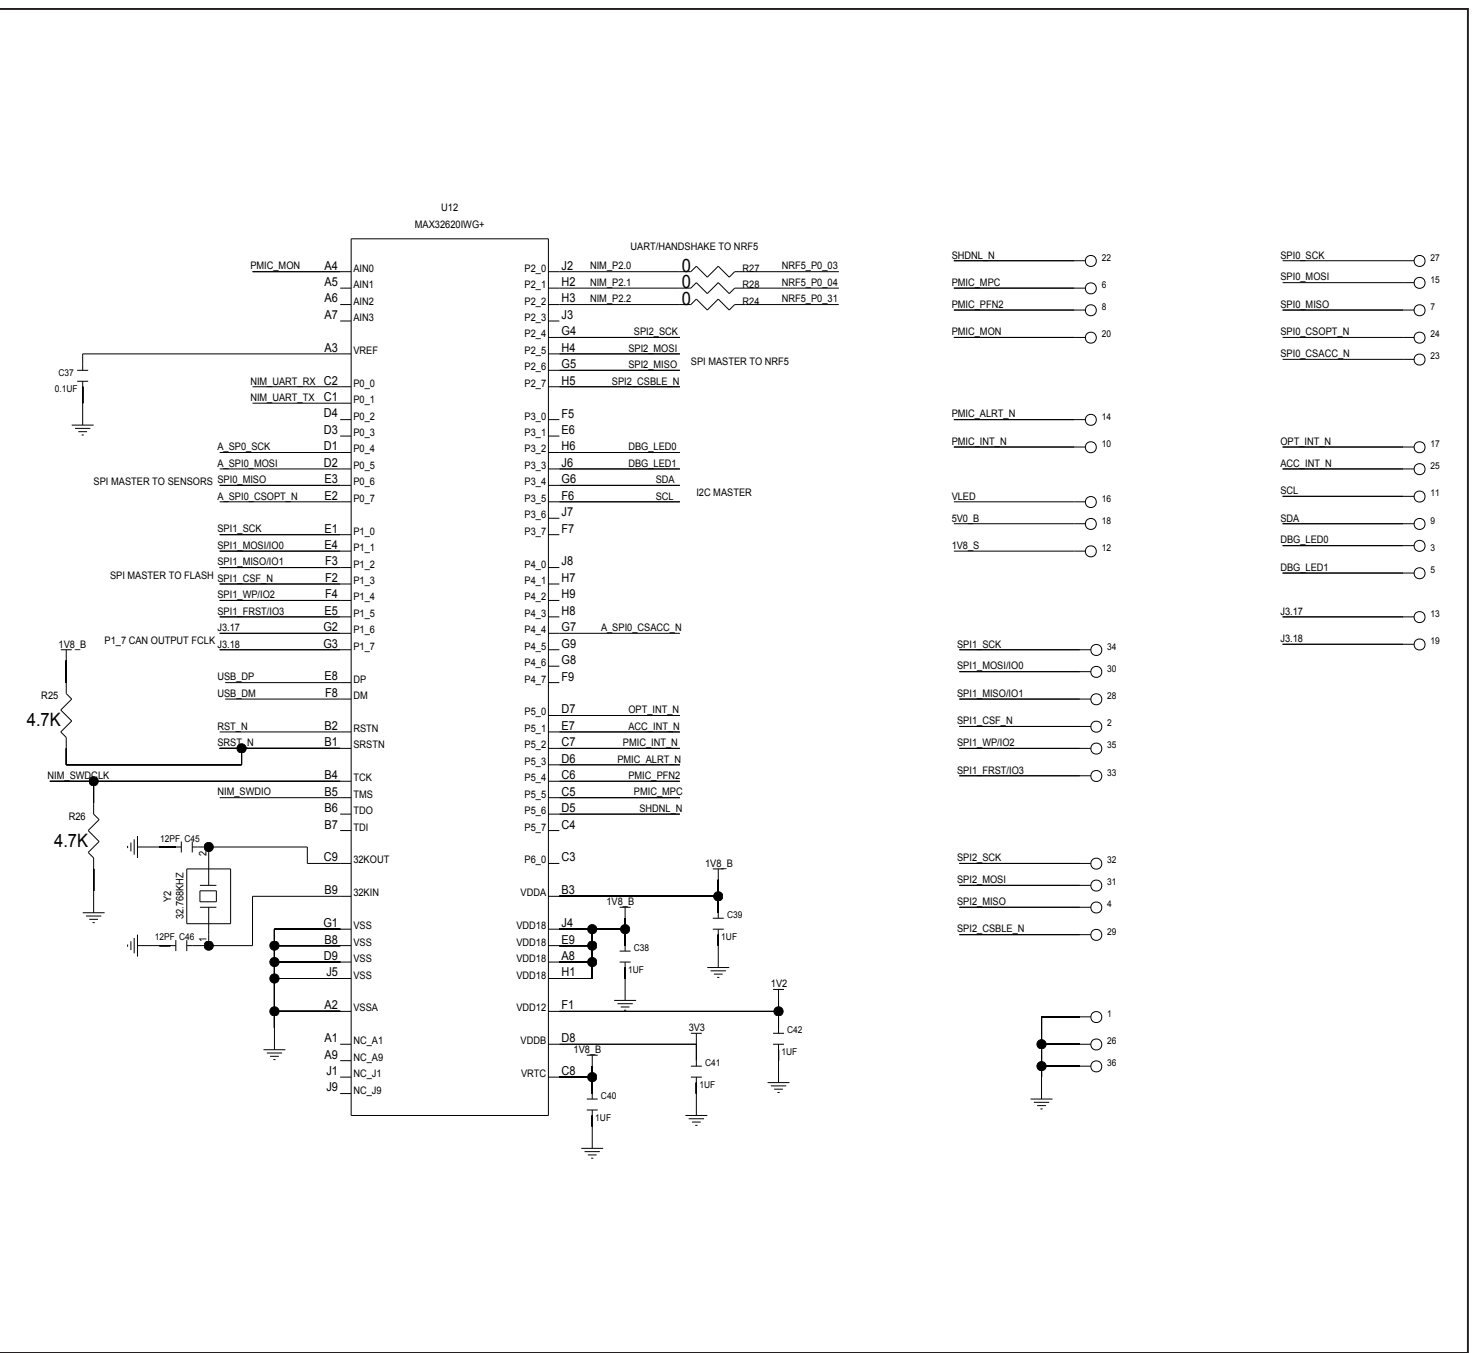 U12
MAX32620IWG+
UART/HANDSHAKE TO NRF5
PMIC_MON A4 AIN0
A5 AIN1
A6 AIN2
A7 AIN3
A3 VREF
C37
0.1UF
NIM_UART_RX C2 P0_0
NIM_UART_TX C1 P0_1
D4 P0_2
D3 P0_3
A_SP0_SCK D1 P0_4
A_SPI0_MOSI D2 P0_5
SPI MASTER TO SENSORS SPI0_MISO E3 P0_6
A_SPI0_CSOPT_N E2 P0_7
SPI1_SCK E1 P1_0
SPI1_MOSI/IO0 E4 P1_1
SPI1_MISO/IO1 F3 P1_2
SPI MASTER TO FLASH SPI1_CSF_N F2 P1_3
SPI1_WP/IO2 F4 P1_4
SPI1_FRST/IO3 E5 P1_5
J3.17 G2 P1_6
P1_7 CAN OUTPUT FCLK J3.18 G3 P1_7
1V8_B
R25
4.7K
USB_DP E8 DP
USB_DM F8 DM
RST_N B2 RSTN
SRST_N B1 SRSTN
NIM_SWDCLK B4 TCK
NIM_SWDIO B5 TMS
B6 TDO
B7 TDI
R26
4.7K
12PF C45
2
C9 32KOUT
Y2
32.768KHZ
B9 32KIN
1
12PF C46
G1 VSS
B8 VSS
D9 VSS
J5 VSS
A2 VSSA
A1 NC_A1
A9 NC_A9
J1 NC_J1
J9 NC_J9
P2_0 J2 NIM_P2.0 0 R27 NRF5_P0_03
P2_1 H2 NIM_P2.1 0 R28 NRF5_P0_04
P2_2 H3 NIM_P2.2 0 R24 NRF5_P0_31
P2_3 J3
P2_4 G4 SPI2_SCK
P2_5 H4 SPI2_MOSI
SPI MASTER TO NRF5
P2_6 G5 SPI2_MISO
P2_7 H5 SPI2_CSBLE_N
P3_0 F5
P3_1 E6
P3_2 H6 DBG_LED0
P3_3 J6 DBG_LED1
P3_4 G6 SDA
I2C MASTER
P3_5 F6 SCL
P3_6 J7
P3_7 F7
P4_0 J8
P4_1 H7
P4_2 H9
P4_3 H8
P4_4 G7 A_SPI0_CSACC_N
P4_5 G9
P4_6 G8
P4_7 F9
P5_0 D7 OPT_INT_N
P5_1 E7 ACC_INT_N
P5_2 C7 PMIC_INT_N
P5_3 D6 PMIC_ALRT_N
P5_4 C6 PMIC_PFN2
P5_5 C5 PMIC_MPC
P5_6 D5 SHDNL_N
P5_7 C4
P6_0 C3
1V8_B
VDDA B3
C39
1UF
1V8_B
VDD18 J4
VDD18 E9
VDD18 A8
VDD18 H1
C38
1UF
1V2
VDD12 F1
C42
1UF
3V3
VDDB D8
C41
1UF
1V8_B
VRTC C8
C40
1UF
SHDNL_N 22
PMIC_MPC 6
PMIC_PFN2 8
PMIC_MON 20
PMIC_ALRT_N 14
PMIC_INT_N 10
VLED 16
5V0_B 18
1V8_S 12
SPI1_SCK 34
SPI1_MOSI/IO0 30
SPI1_MISO/IO1 28
SPI1_CSF_N 2
SPI1_WP/IO2 35
SPI1_FRST/IO3 33
SPI2_SCK 32
SPI2_MOSI 31
SPI2_MISO 4
SPI2_CSBLE_N 29
1
26
36
SPI0_SCK 27
SPI0_MOSI 15
SPI0_MISO 7
SPI0_CSOPT_N 24
SPI0_CSACC_N 23
OPT_INT_N 17
ACC_INT_N 25
SCL 11
SDA 9
DBG_LED0 3
DBG_LED1 5
J3.17 13
J3.18 19